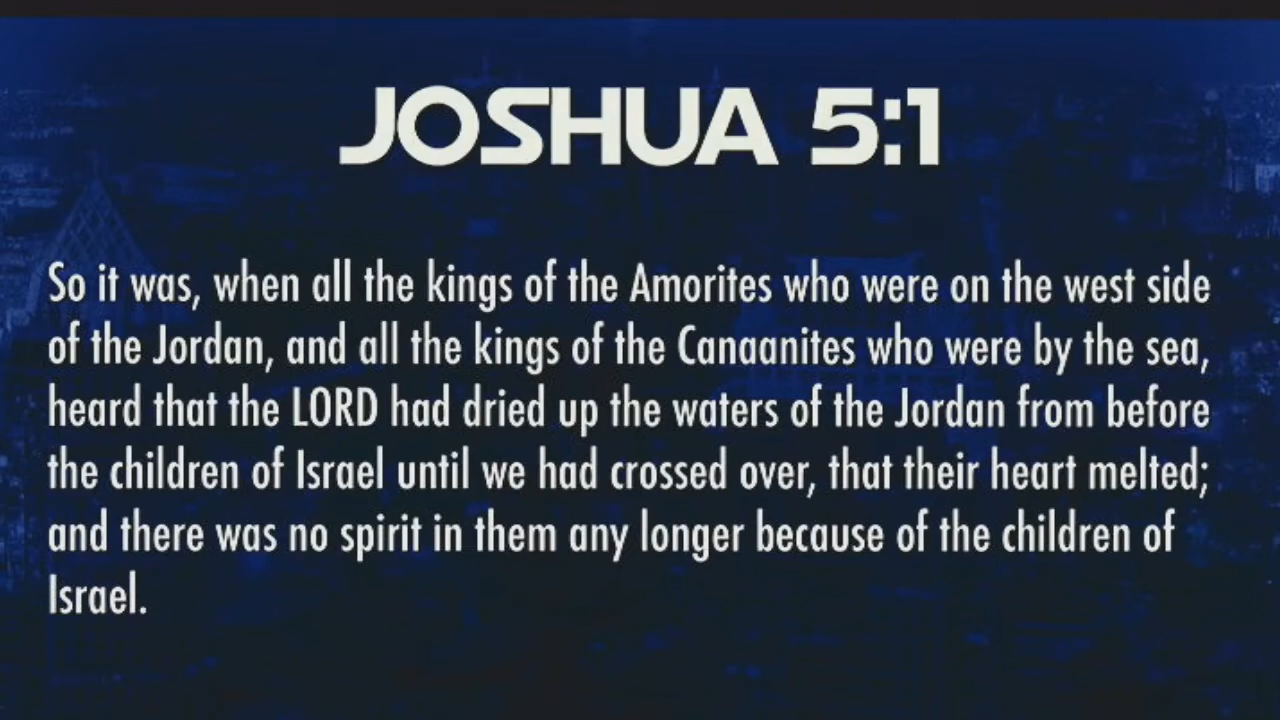 JOSHUA 5:1
So it was, when all the kings of the Amorites who were on the west side
of the Jordan, and all the kings of the Canaanites who were by the sea,
heard that the LORD had dried up the waters of the Jordan from before
the children of Israel until we had crossed over, that their heart melted;
and there was no spirit in them any longer because of the children of
Israel.